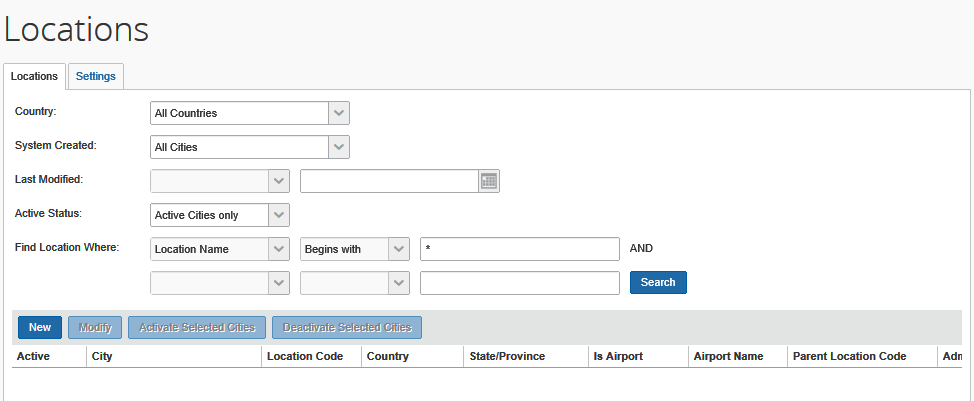 Locations
Locations Settings
Country: All Countries
System Created: All Cities
Last Modified:
Active Status: Active Cities only
Find Location Where: Location Name Begins with * AND
Search
New Modify Activate Selected Cities Deactivate Selected Cities
Active City Location Code Country State/Province Is Airport Airport Name Parent Location Code Adm